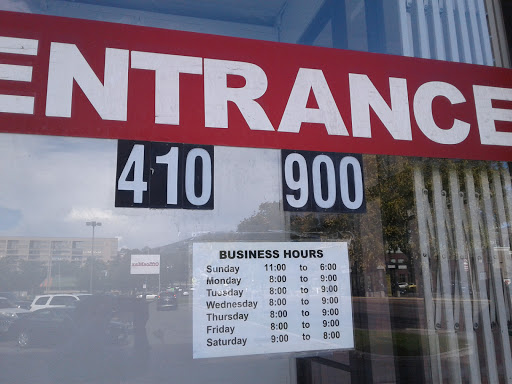 ENTRANCE
410 900
BUSINESS HOURS
Sunday 11:00 to 6:00
Monday 8:00 to 9:00
Tuesday 8:00 to 9:00
Wednesday 8:00 to 9:00
Thursday 8:00 to 9:00
Friday 8:00 to 9:00
Saturday 9:00 to 8:00